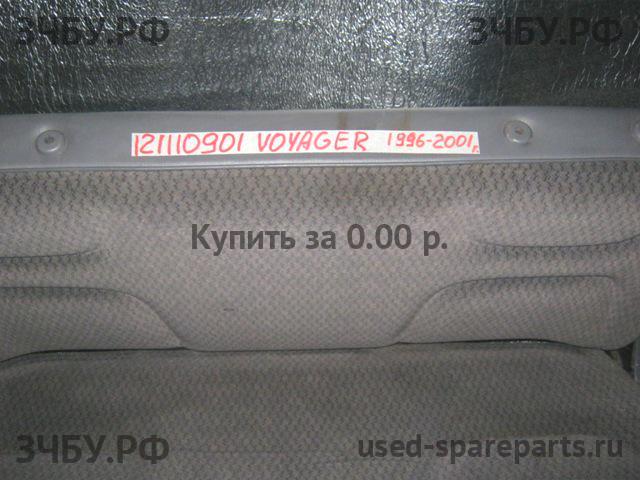 ЗЧБУ.РФ ЗЧБУ.РФ
121110901 VOYAGER 1996-2001г.
Купить за 0.00 р.
ЗЧБУ.РФ used-spareparts.ru